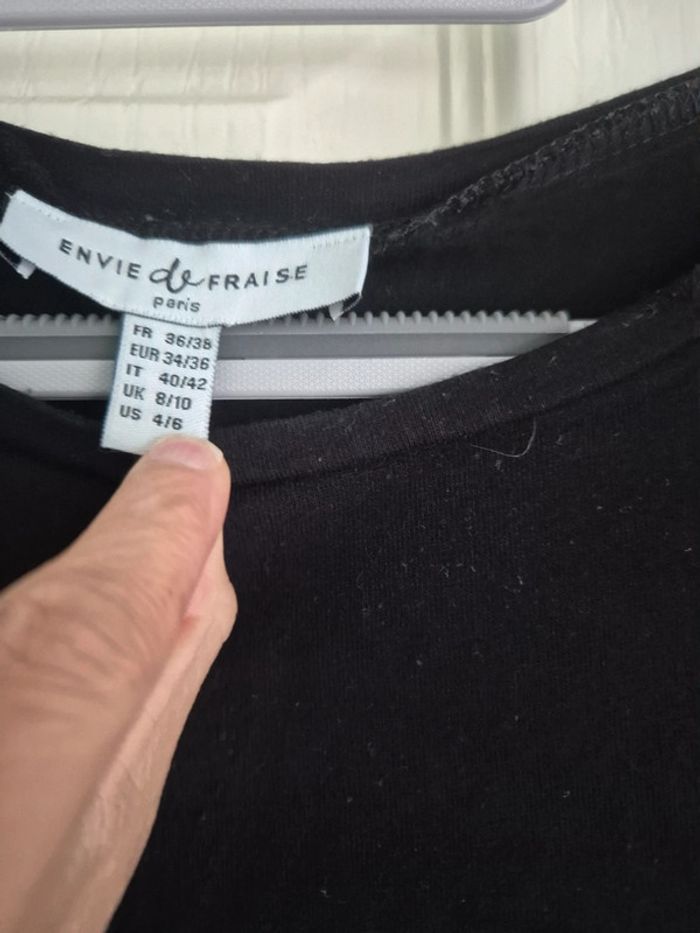 ENVIE de FRAISE
paris
FR 36/38
EUR 34/36
IT 40/42
UK 8/10
US 4/6